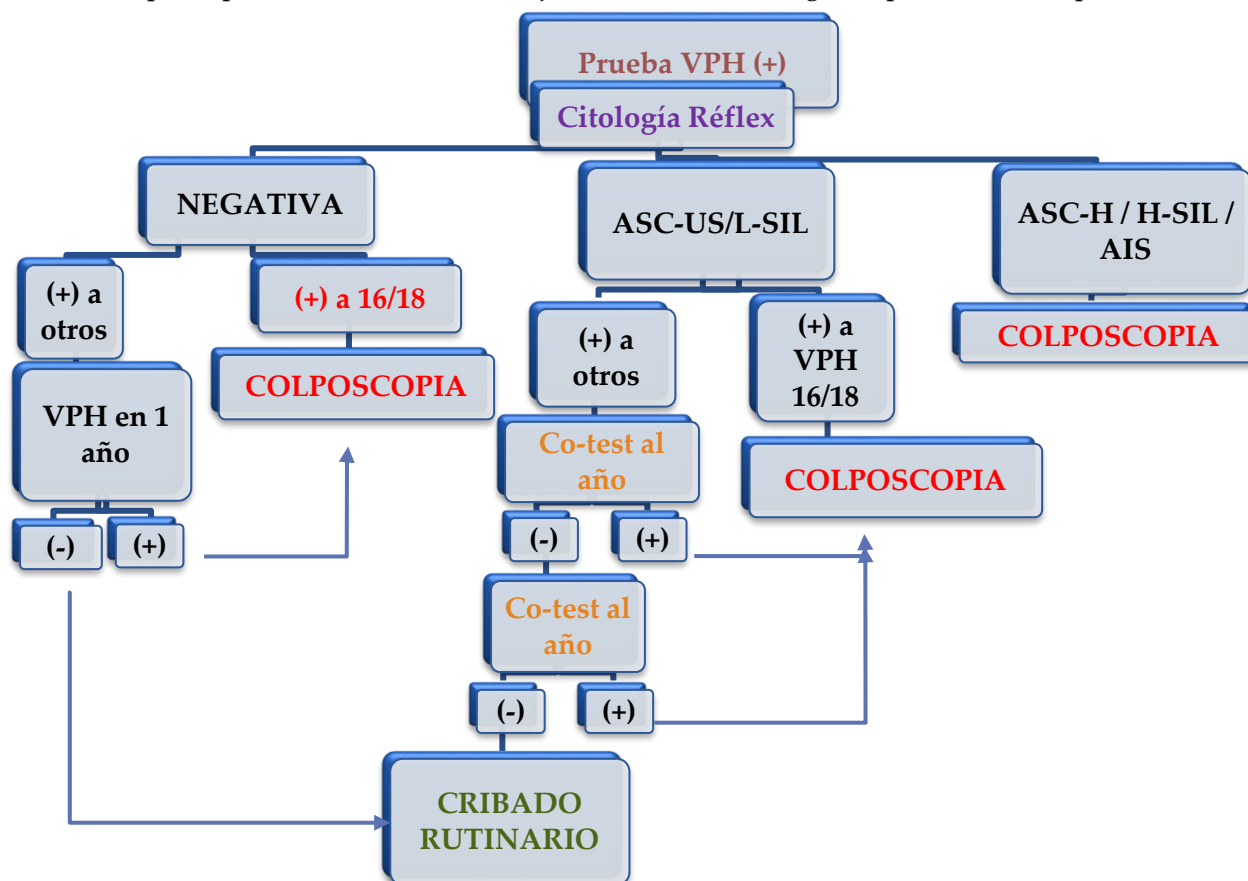 Prueba VPH (+)
Citología Réflex
NEGATIVA
ASC-US/L-SIL
ASC-H / H-SIL /
AIS
(+) a
otros
(+) a 16/18
(+) a
otros
(+) a
VPH
16/18
COLPOSCOPIA
VPH en 1
año
COLPOSCOPIA
Co-test al
año
COLPOSCOPIA
(-)
(+)
(-)
(+)
Co-test al
año
(-)
(+)
CRIBADO
RUTINARIO